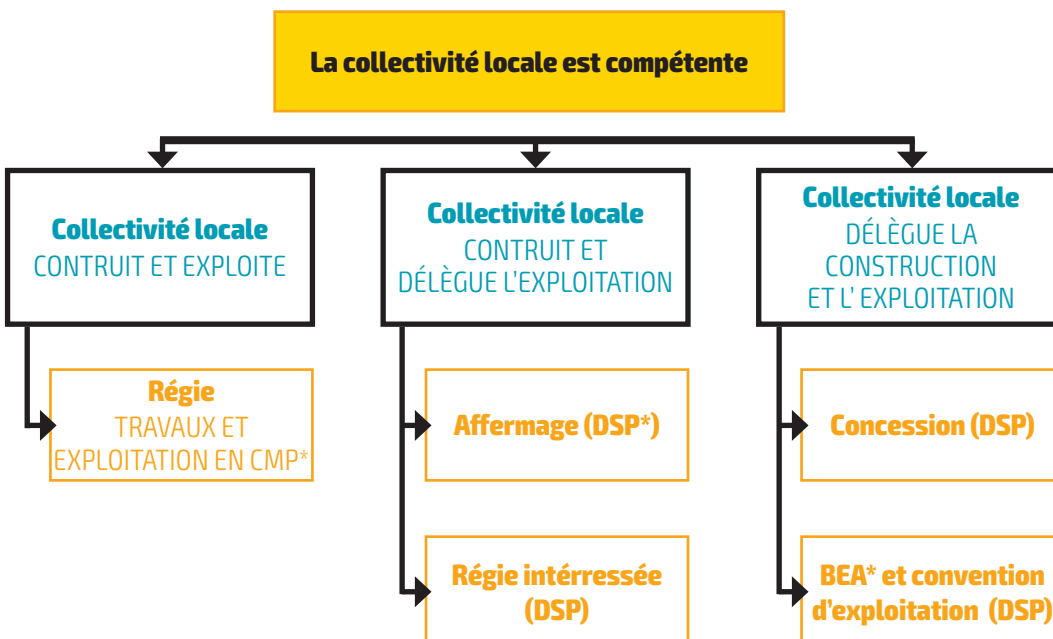 La collectivité locale est compétente
Collectivité locale
CONTRUIT ET EXPLOITE
Régie
TRAVAUX ET
EXPLOITATION EN CMP*
Collectivité locale
CONTRUIT ET
DÉLÈGUE L'EXPLOITATION
Affermage (DSP*)
Régie intérressée
(DSP)
Collectivité locale
DÉLÈGUE LA
CONSTRUCTION
ET L' EXPLOITATION
Concession (DSP)
BEA* et convention
d'exploitation (DSP)